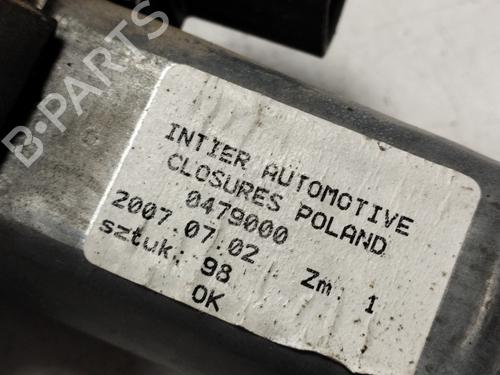 INTIER AUTOMOTIVE
CLOSURES POLAND
0479000
2007.07.02
sztuk: 98 Zm. 1
OK
B-PARTS